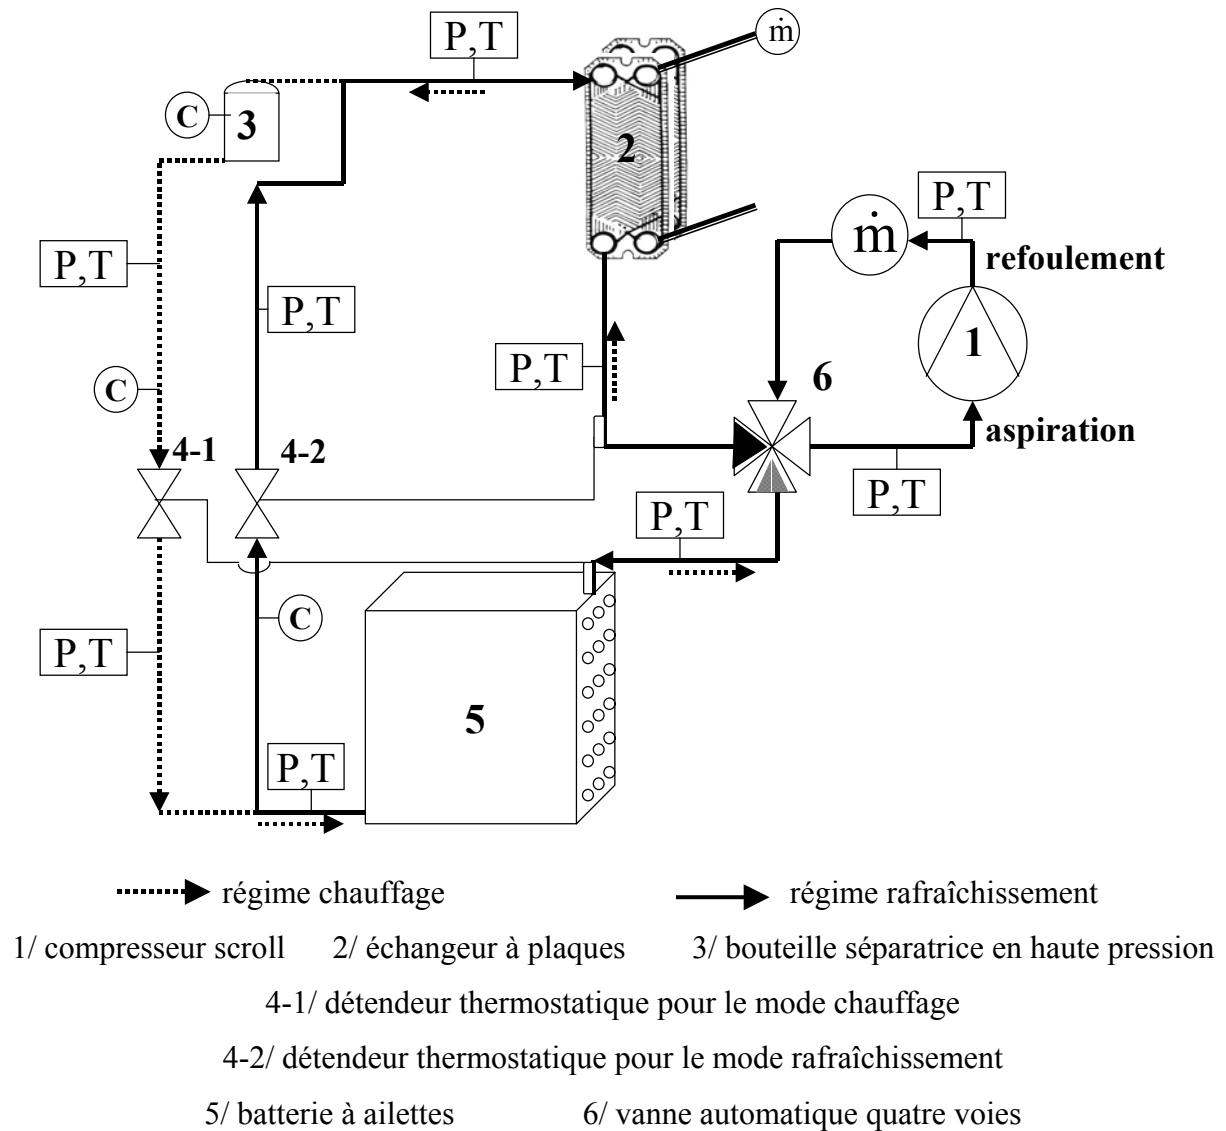 P,T
ṁ
C
3
2
P,T
ṁ
refoulement
P,T
P,T
P,T
1
6
C
aspiration
4-1
4-2
P,T
P,T
C
P,T
5
P,T
régime chauffage
régime rafraîchissement
1/ compresseur scroll
2/ échangeur à plaques
3/ bouteille séparatrice en haute pression
4-1/ détendeur thermostatique pour le mode chauffage
4-2/ détendeur thermostatique pour le mode rafraîchissement
5/ batterie à ailettes
6/ vanne automatique quatre voies